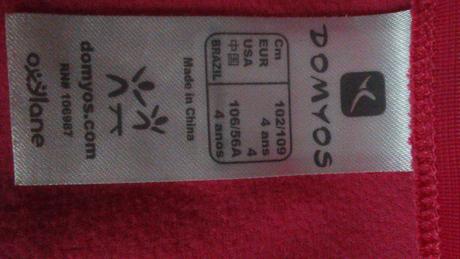 DOMYOS
Cm 102/109
EUR 4 ans
USA 4
中国 106/56A
BRAZIL 4 anos
Made in China
domyos.com
RN# 106987
oxylane